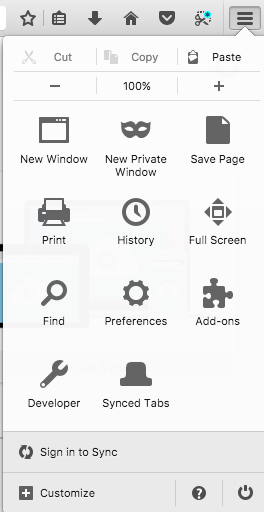 Cut Copy Paste
100%
New Window New Private Window Save Page
Print History Full Screen
Find Preferences Add-ons
Developer Synced Tabs
Sign in to Sync
Customize